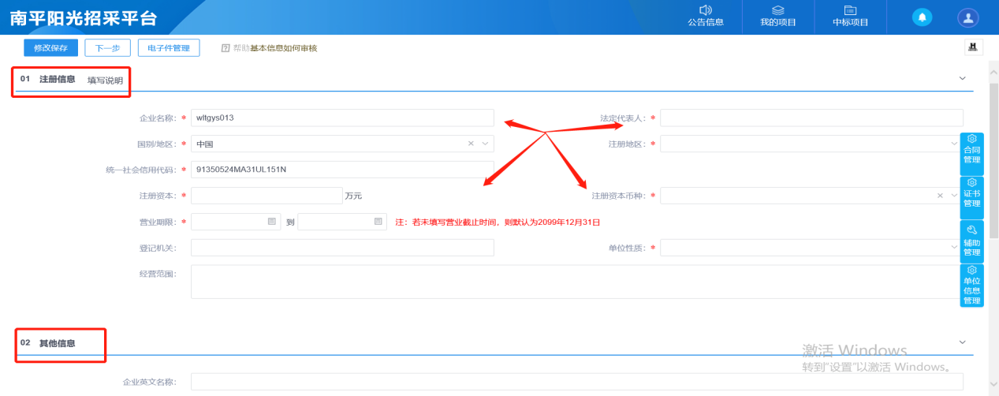 南平阳光招采平台
公告信息
我的项目
中标项目
修改保存
下一步
电子件管理
帮助基本信息如何审核
01 注册信息 填写说明
企业名称: * wltgys013
法定代表人: *
国别/地区: * 中国
注册地区: *
统一社会信用代码: * 91350524MA31UL151N
注册资本: * 万元
注册资本币种: *
营业期限: * 到 注：若未填写营业截止时间，则默认为2099年12月31日
登记机关:
单位性质: *
经营范围:
合同
管理
证书
管理
辅助
管理
单位
信息
管理
02 其他信息
激活 Windows
转到"设置"以激活 Windows。
企业英文名称: